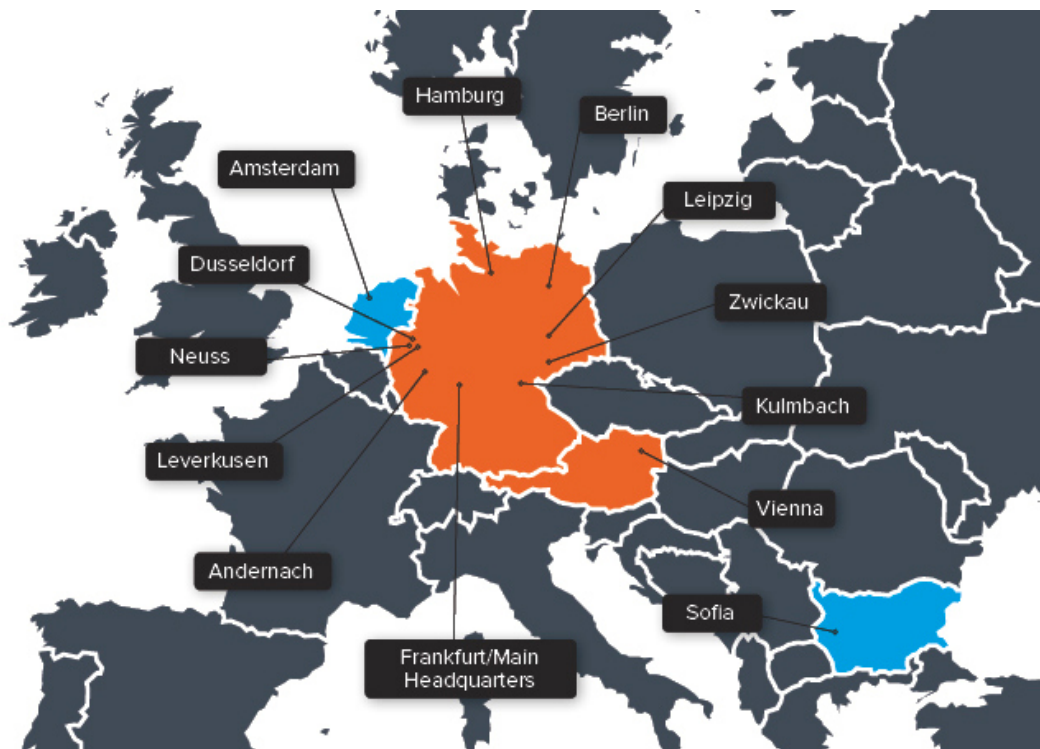 Hamburg
Berlin
Amsterdam
Leipzig
Dusseldorf
Zwickau
Neuss
Kulmbach
Leverkusen
Vienna
Andernach
Sofia
Frankfurt/Main
Headquarters